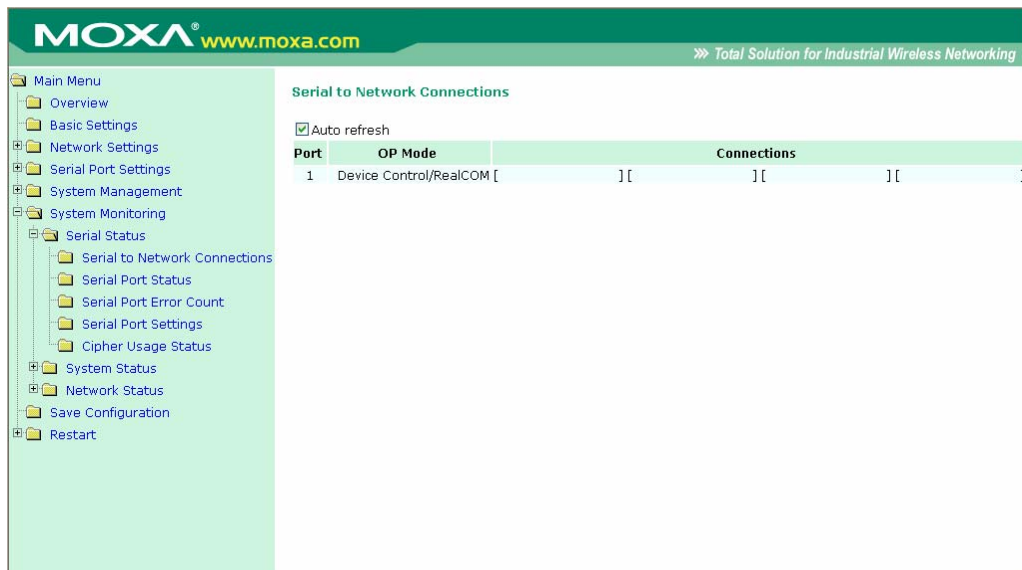 MOXA® www.moxa.com
Total Solution for Industrial Wireless Networking
Main Menu
Overview
Basic Settings
Network Settings
Serial Port Settings
System Management
System Monitoring
Serial Status
Serial to Network Connections
Serial Port Status
Serial Port Error Count
Serial Port Settings
Cipher Usage Status
System Status
Network Status
Save Configuration
Restart
Serial to Network Connections
Auto refresh
Port OP Mode Connections
1 Device Control/RealCOM [ ] [ ] [ ] [ ]